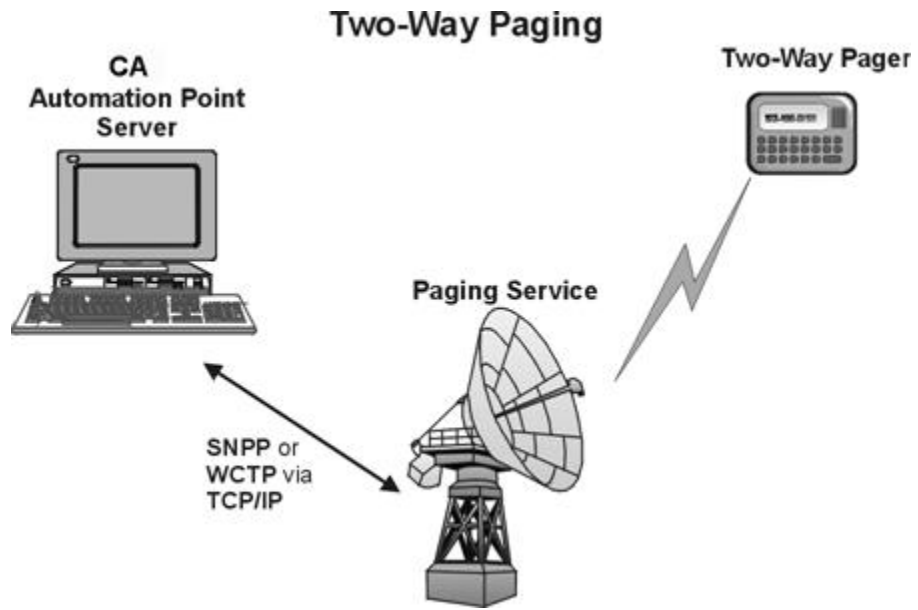 Two-Way Paging
CA
Automation Point
Server
Two-Way Pager
Paging Service
SNPP or
WCTP via
TCP/IP